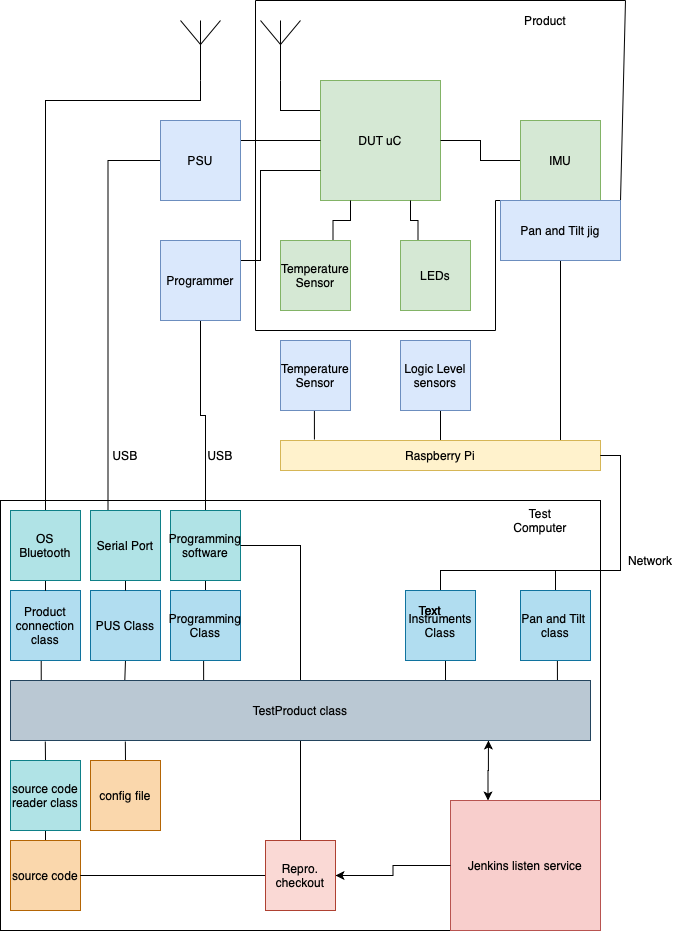 Product
DUT uC
PSU
IMU
Pan and Tilt jig
Programmer
Temperature
Sensor
LEDs
Temperature
Sensor
Logic Level
sensors
USB
USB
Raspberry Pi
Test
Computer
OS
Bluetooth
Serial Port
Programming
software
Network
Product
connection
class
PUS Class
Programming
Class
Text
Instruments
Class
Pan and Tilt
class
TestProduct class
source code
reader class
config file
source code
Repro.
checkout
Jenkins listen service